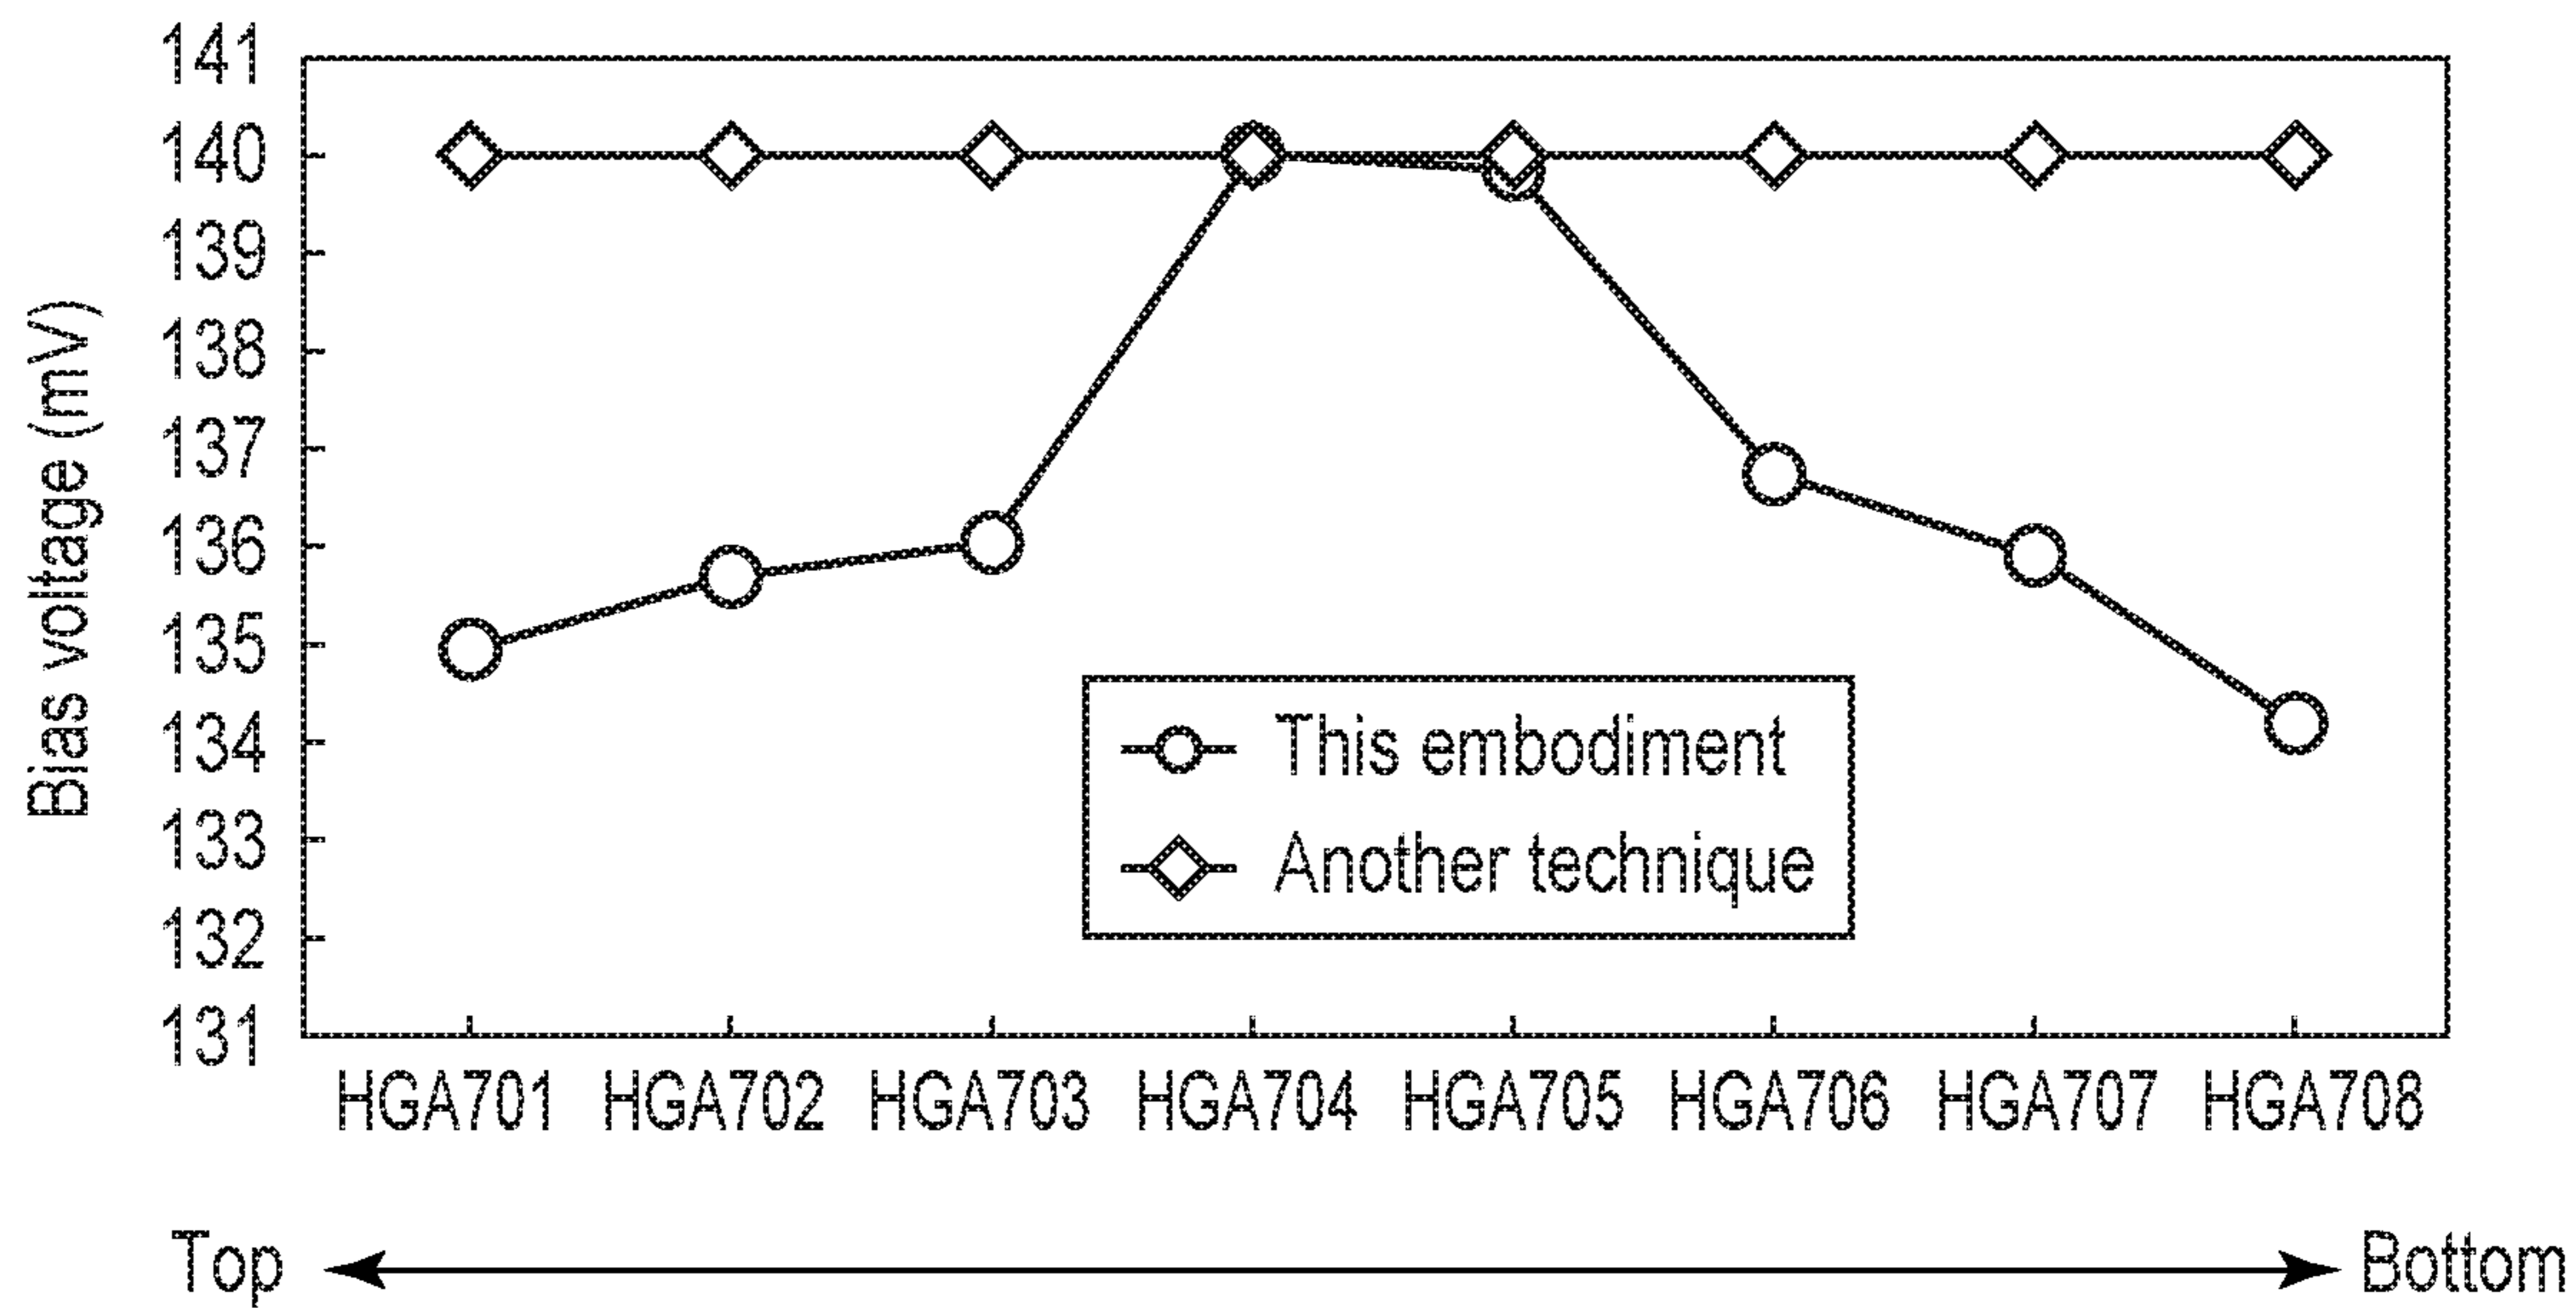 Bias voltage (mV)
141
140
139
138
137
136
135
134
133
132
131
This embodiment
Another technique
HGA701 HGA702 HGA703 HGA704 HGA705 HGA706 HGA707 HGA708
Top Bottom